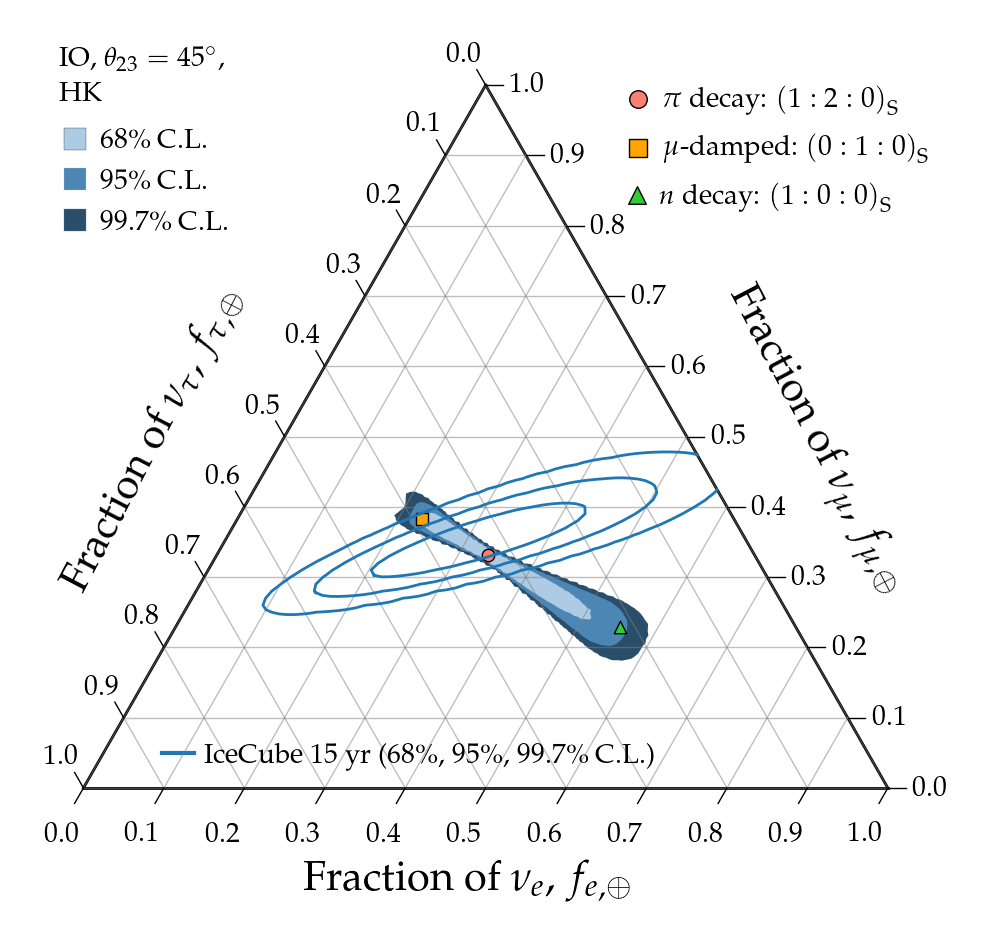 IO, θ₂₃ = 45°,
HK
68% C.L.
95% C.L.
99.7% C.L.
π decay: (1 : 2 : 0)S
μ-damped: (0 : 1 : 0)S
n decay: (1 : 0 : 0)S
0.0
0.1
0.2
0.3
0.4
0.5
0.6
0.7
0.8
0.9
1.0
Fraction of ντ, fτ,⊕
1.0
0.9
0.8
0.7
0.6
0.5
0.4
0.3
0.2
0.1
0.0
Fraction of νμ, fμ,⊕
IceCube 15 yr (68%, 95%, 99.7% C.L.)
0.0 0.1 0.2 0.3 0.4 0.5 0.6 0.7 0.8 0.9 1.0
Fraction of νe, fe,⊕